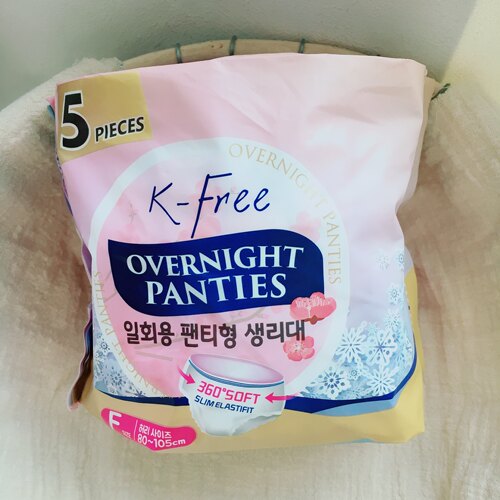 5 PIECES
OVERNIGHT PANTIES
K-Free
OVERNIGHT
PANTIES
일회용 팬티형 생리대
360°SOFT
SLIM ELASTIFIT
F
SIZE
허리 사이즈
80~105cm